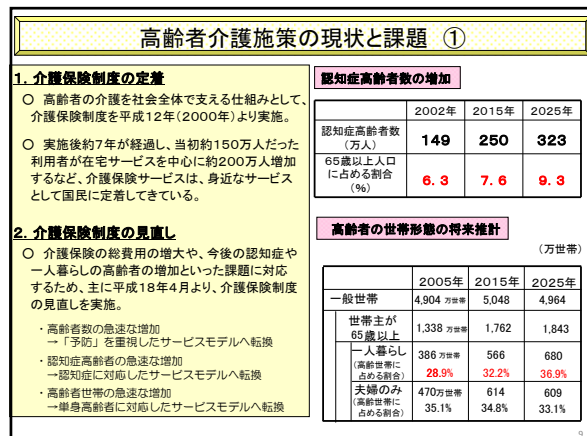 高齢者介護施策の現状と課題 ①
1. 介護保険制度の定着
○ 高齢者の介護を社会全体で支える仕組みとして、
介護保険制度を平成12年(2000年)より実施。
○ 実施後約7年が経過し、当初約150万人だった
利用者が在宅サービスを中心に約200万人増加
するなど、介護保険サービスは、身近なサービス
として国民に定着してきている。
2. 介護保険制度の見直し
○ 介護保険の総費用の増大や、今後の認知症や
一人暮らしの高齢者の増加といった課題に対応
するため、主に平成18年4月より、介護保険制度
の見直しを実施。
・高齢者数の急速な増加
→「予防」を重視したサービスモデルへ転換
・認知症高齢者の急速な増加
→認知症に対応したサービスモデルへ転換
・高齢者世帯の急速な増加
→単身高齢者に対応したサービスモデルへ転換
認知症高齢者数の増加
2002年 2015年 2025年
認知症高齢者数
(万人)
149 250 323
65歳以上人口
に占める割合
(%)
6.3 7.6 9.3
高齢者の世帯形態の将来推計
(万世帯)
2005年 2015年 2025年
一般世帯 4,904 万世帯 5,048 4,964
世帯主が
65歳以上
1,338 万世帯 1,762 1,843
一人暮らし
(高齢世帯に
占める割合)
386 万世帯 566 680
28.9% 32.2% 36.9%
夫婦のみ
(高齢世帯に
占める割合)
470万世帯 614 609
35.1% 34.8% 33.1%
9